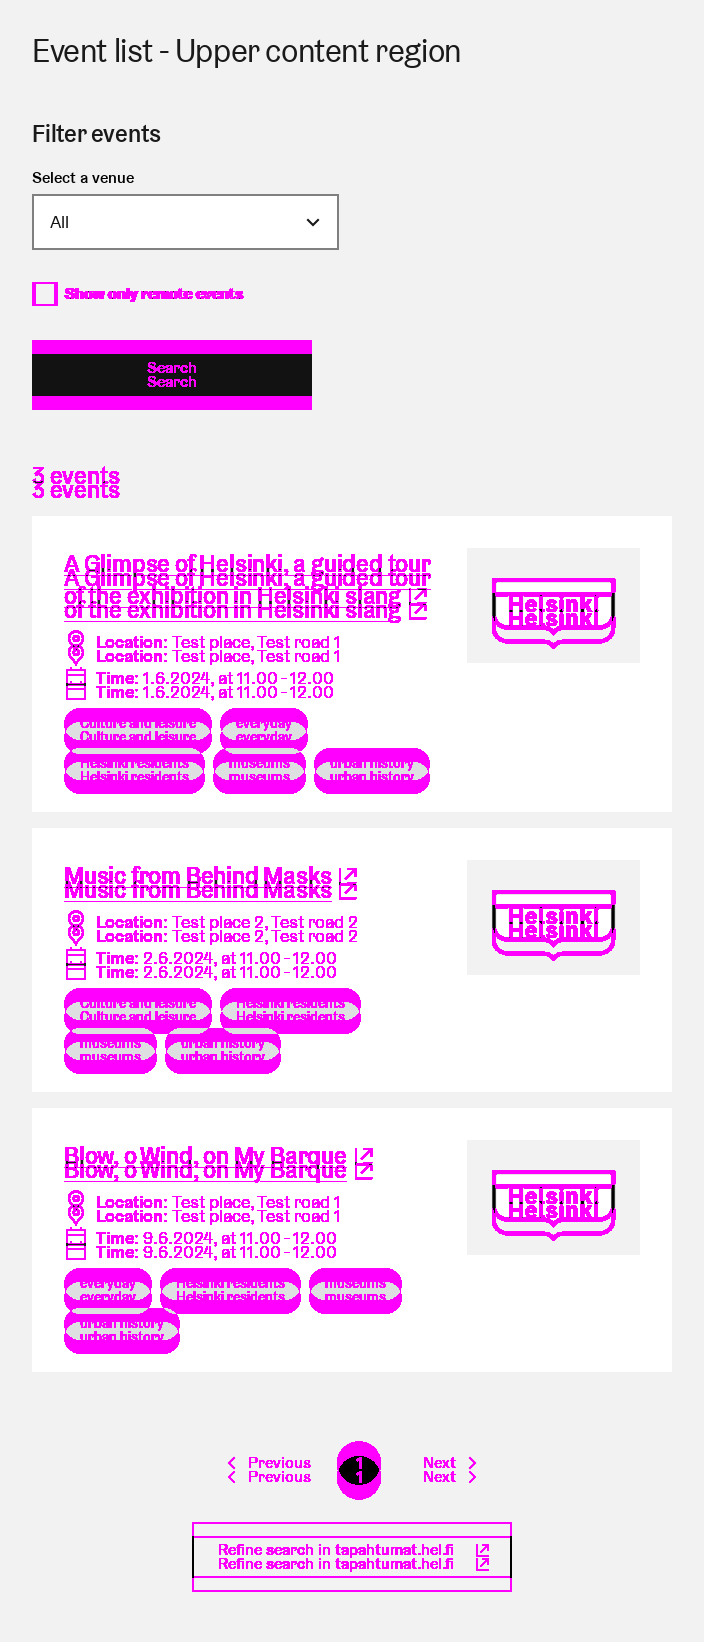 Event list - Upper content region
Filter events
Select a venue
All
Show only remote events
Search
Search
3 events
3 events
A Glimpse of Helsinki, a guided tour
A Glimpse of Helsinki, a guided tour
of the exhibition in Helsinki slang
of the exhibition in Helsinki slang
Helsinki
Helsinki
Location: Test place, Test road 1
Location: Test place, Test road 1
Time: 1.6.2024, at 11.00 - 12.00
Time: 1.6.2024, at 11.00 - 12.00
Culture and leisure everyday
Culture and leisure everyday
Helsinki residents museums urban history
Helsinki residents museums urban history
Music from Behind Masks
Music from Behind Masks
Helsinki
Helsinki
Location: Test place 2, Test road 2
Location: Test place 2, Test road 2
Time: 2.6.2024, at 11.00 - 12.00
Time: 2.6.2024, at 11.00 - 12.00
Culture and leisure Helsinki residents
Culture and leisure Helsinki residents
museums urban history
museums urban history
Blow, o Wind, on My Barque
Blow, o Wind, on My Barque
Helsinki
Helsinki
Location: Test place, Test road 1
Location: Test place, Test road 1
Time: 9.6.2024, at 11.00 - 12.00
Time: 9.6.2024, at 11.00 - 12.00
everyday Helsinki residents museums
everyday Helsinki residents museums
urban history
urban history
Previous 1 Next
Previous 1 Next
Refine search in tapahtumat.hel.fi
Refine search in tapahtumat.hel.fi